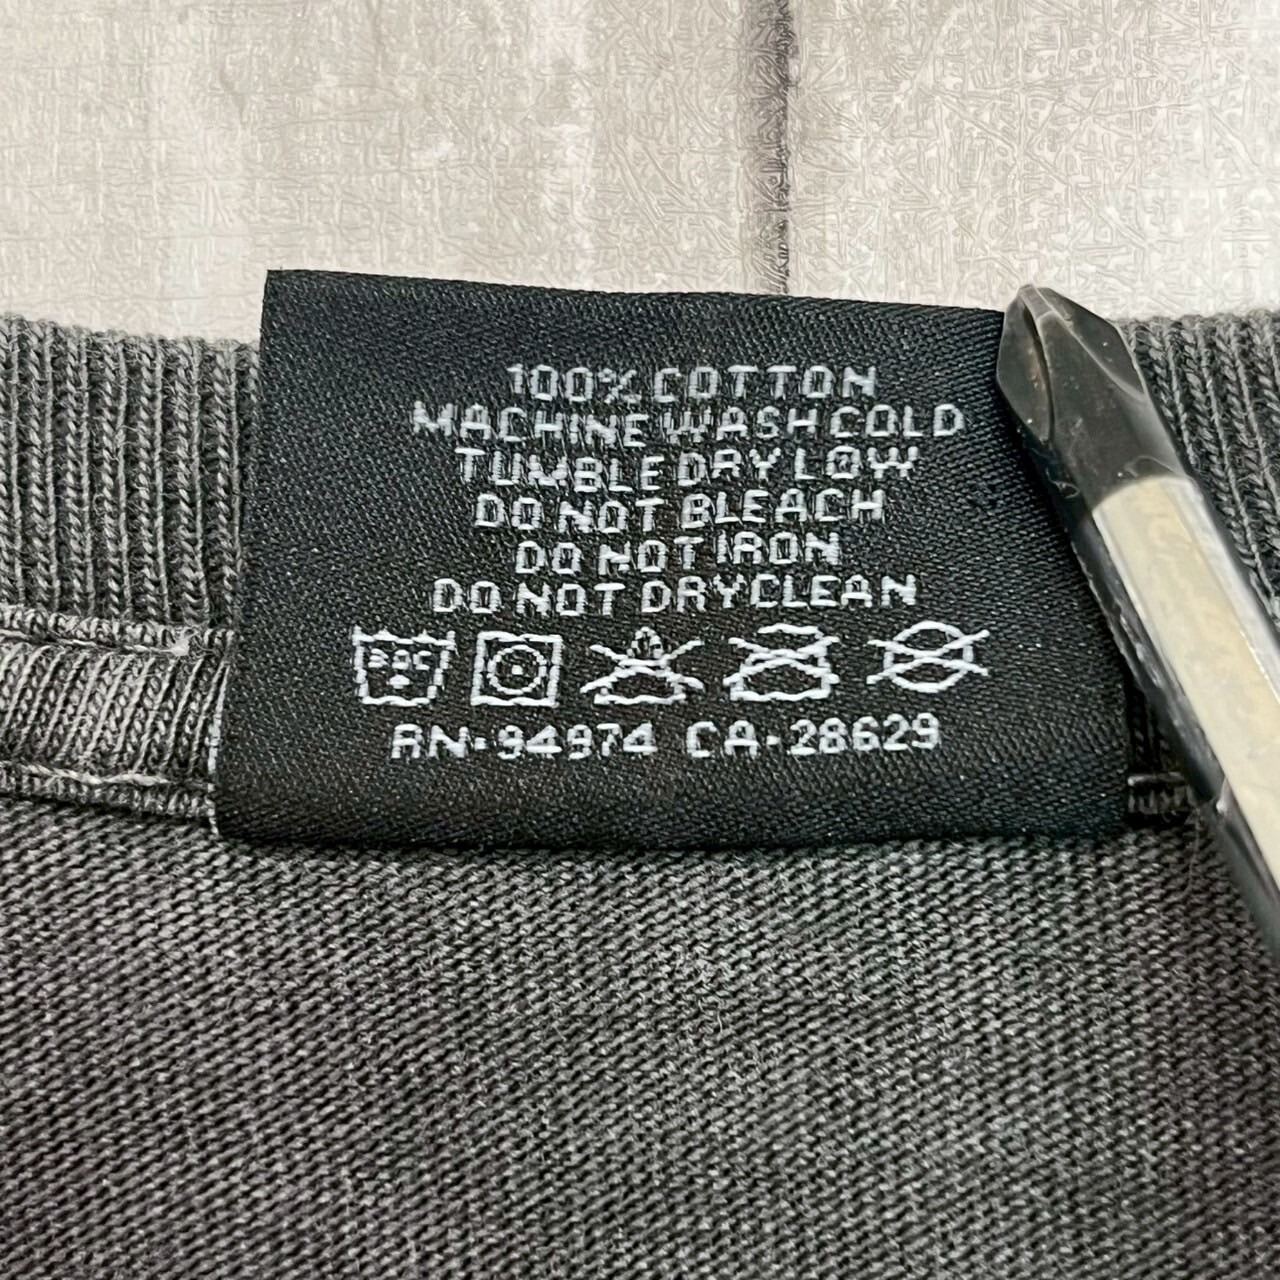 100% COTTON
MACHINE WASH COLD
TUMBLE DRY LOW
DO NOT BLEACH
DO NOT IRON
DO NOT DRYCLEAN
30C
RN-94974 CA-28629